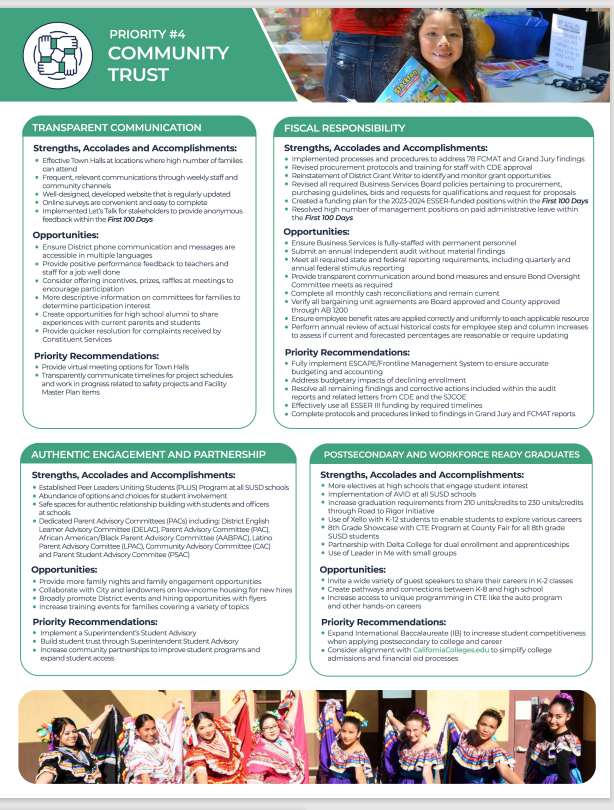 PRIORITY #4
COMMUNITY
TRUST
TRANSPARENT COMMUNICATION
Strengths, Accolades and Accomplishments:
Effective Town Halls at locations where high number of families
can attend
Frequent, relevant communications through weekly staff and
community channels
Well-designed, developed website that is regularly updated
Online surveys are convenient and easy to complete
Implemented Let's Talk for stakeholders to provide anonymous
feedback within the First 100 Days
Opportunities:
Ensure District phone communication and messages are
accessible in multiple languages
Provide positive performance feedback to teachers and
staff for a job well done
Consider offering incentives, prizes, raffles at meetings to
encourage participation
More descriptive information on committees for families to
determine participation interest
Create opportunities for high school alumni to share
experiences with current parents and students
Provide quicker resolution for complaints received by
Constituent Services
Priority Recommendations:
Provide virtual meeting options for Town Halls
Transparently communicate timelines for project schedules
and work in progress related to safety projects and Facility
Master Plan items
FISCAL RESPONSIBILITY
Strengths, Accolades and Accomplishments:
Implemented processes and procedures to address 78 FCMAT and Grand Jury findings
Revised procurement protocols and training for staff with CDE approval
Reinstatement of District Grant Writer to identify and monitor grant opportunities
Revised all required Business Services Board policies pertaining to procurement,
purchasing guidelines, bids and requests for qualifications and request for proposals
Created a funding plan for the 2023-2024 ESSER-funded positions within the First 100 Days
Resolved high number of management positions on paid administrative leave within
the First 100 Days
Opportunities:
Ensure Business Services is fully-staffed with permanent personnel
Submit an annual independent audit without material findings
Meet all required state and federal reporting requirements, including quarterly and
annual federal stimulus reporting
Provide transparent communication around bond measures and ensure Bond Oversight
Committee meets as required
Complete all monthly cash reconciliations and remain current
Verify all bargaining unit agreements are Board approved and County approved
through AB 1200
Ensure employee benefit rates are applied correctly and uniformly to each applicable resource
Perform annual review of actual historical costs for employee step and column increases
to assess if current and forecasted percentages are reasonable or require updating
Priority Recommendations:
Fully implement ESCAPE/Frontline Management System to ensure accurate
budgeting and accounting
Address budgetary impacts of declining enrollment
Resolve all remaining findings and corrective actions included within the audit
reports and related letters from CDE and the SJCOE
Effectively use all ESSER III funding by required timelines
Complete protocols and procedures linked to findings in Grand Jury and FCMAT reports
AUTHENTIC ENGAGEMENT AND PARTNERSHIP
Strengths, Accolades and Accomplishments:
Established Peer Leaders Uniting Students (PLUS) Program at all SUSD schools
Abundance of options and choices for student involvement
Safe spaces for authentic relationship building with students and officers
at schools
Dedicated Parent Advisory Committees (PACs) including: District English
Learner Advisory Committee (DELAC), Parent Advisory Committee (PAC),
African American/Black Parent Advisory Committee (AABPAC), Latino
Parent Advisory Comittee (LPAC), Community Advisory Committee (CAC)
and Parent Student Advisory Comittee (PSAC)
Opportunities:
Provide more family nights and family engagement opportunities
Collaborate with City and landowners on low-income housing for new hires
Broadly promote District events and hiring opportunities with flyers
Increase training events for families covering a variety of topics
Priority Recommendations:
Implement a Superintendent's Student Advisory
Build student trust through Superintendent Student Advisory
Increase community partnerships to improve student programs and
expand student access
POSTSECONDARY AND WORKFORCE READY GRADUATES
Strengths, Accolades and Accomplishments:
More electives at high schools that engage student interest
Implementation of AVID at all SUSD schools
Increase graduation requirements from 210 units/credits to 230 units/credits
through Road to Rigor Initiative
Use of Xello with K-12 students to enable students to explore various careers
8th Grade Showcase with CTE Program at County Fair for all 8th grade
SUSD students
Partnership with Delta College for dual enrollment and apprenticeships
Use of Leader in Me with small groups
Opportunities:
Invite a wide variety of guest speakers to share their careers in K-2 classes
Create pathways and connections between K-8 and high school
Increase access to unique programming in CTE like the auto program
and other hands-on careers
Priority Recommendations:
Expand International Baccalaureate (IB) to increase student competitiveness
when applying postsecondary to college and career
Consider alignment with CaliforniaColleges.edu to simplify college
admissions and financial aid processes